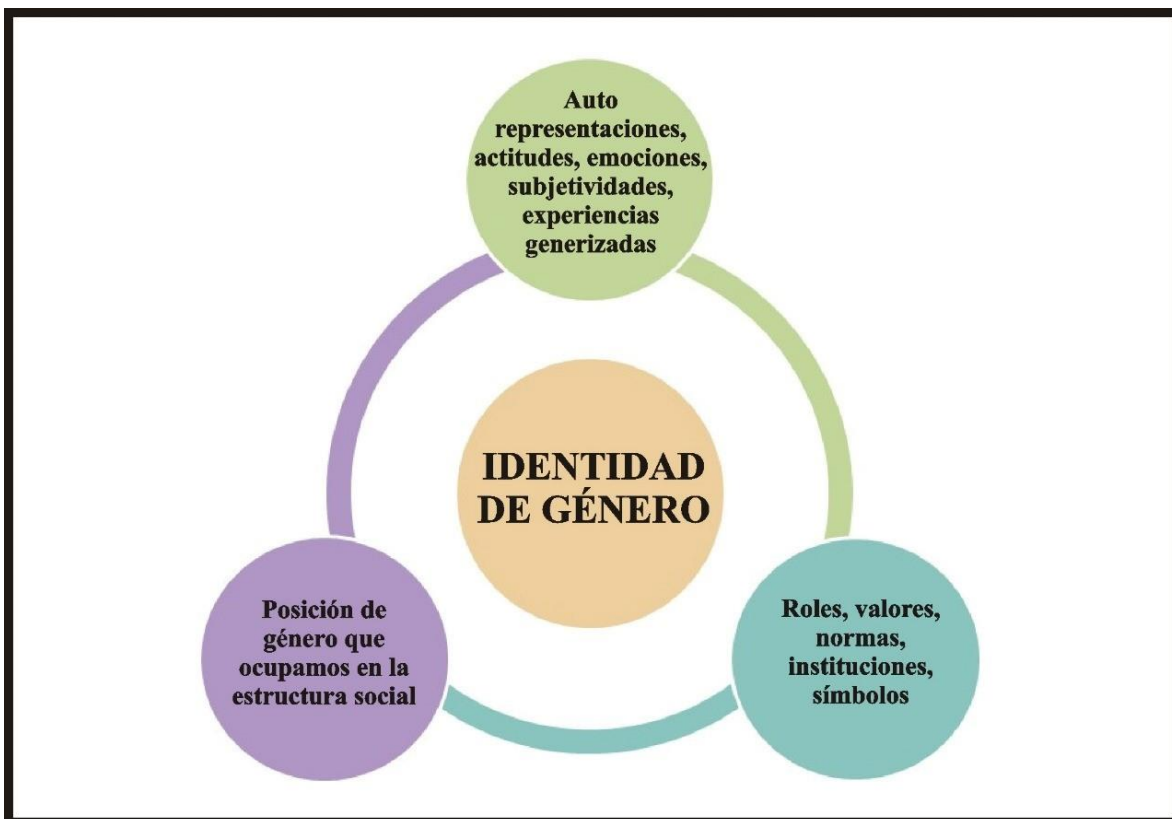 Auto
representaciones,
actitudes, emociones,
subjetividades,
experiencias
generizadas
IDENTIDAD
DE GÉNERO
Posición de
género que
ocupamos en la
estructura social
Roles, valores,
normas,
instituciones,
símbolos